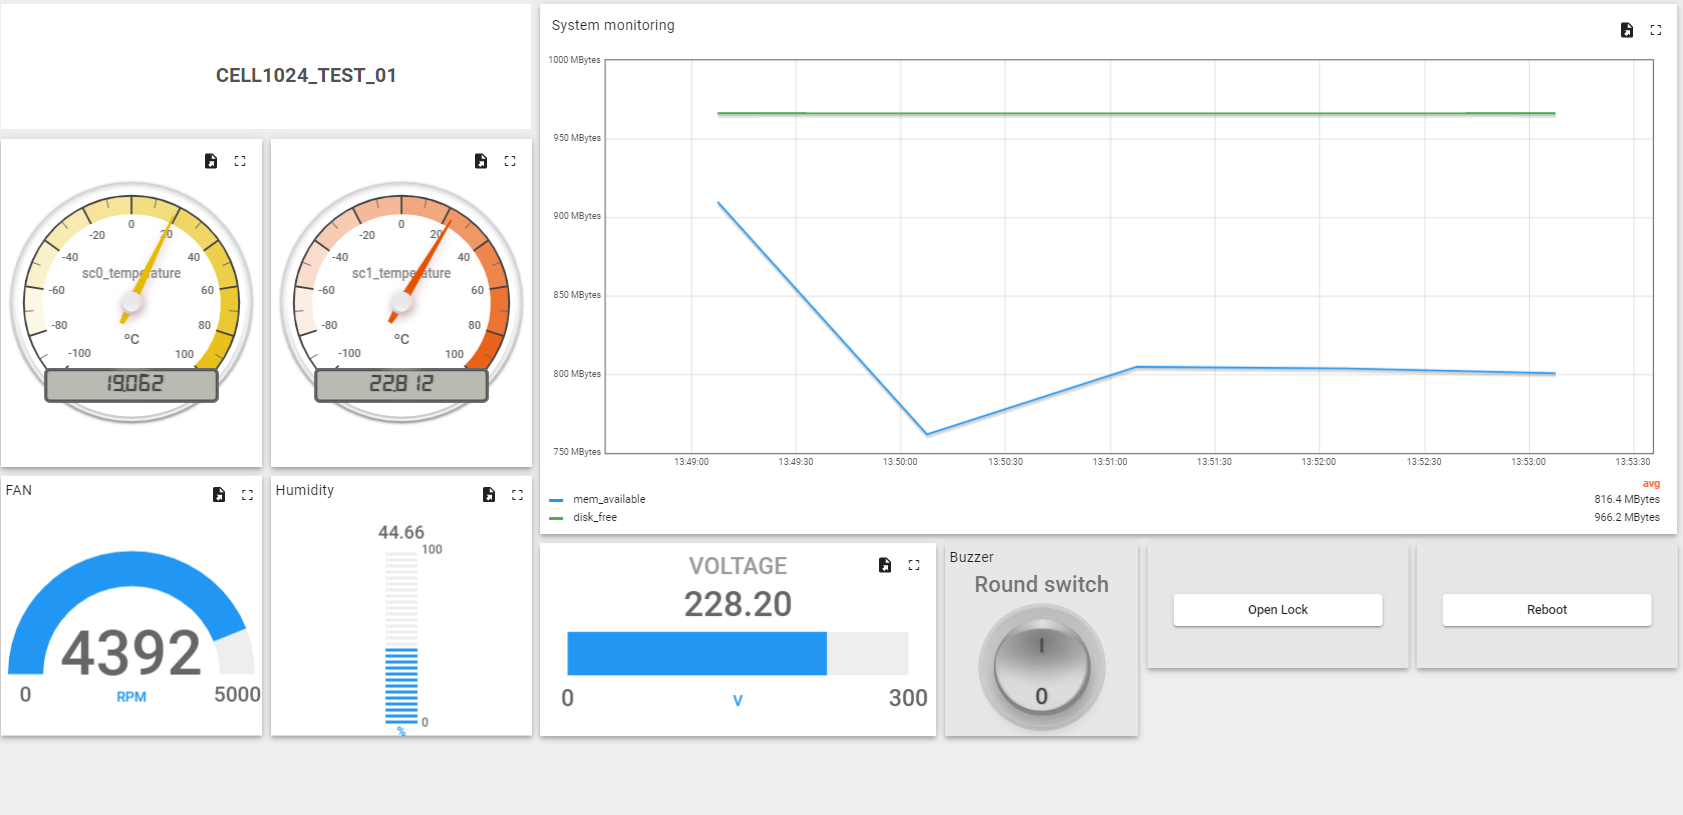 CELL1024_TEST_01
0
-20
20
-40
40
sc0_temperature
-60
60
-80
80
°C
-100
100
19.062
0
-20
20
-40
40
sc1_temperature
-60
60
-80
80
°C
-100
100
22.812
System monitoring
1000 MBytes
950 MBytes
900 MBytes
850 MBytes
800 MBytes
750 MBytes
13:49:00 13:49:30 13:50:00 13:50:30 13:51:00 13:51:30 13:52:00 13:52:30 13:53:00 13:53:30
avg
mem_available 816.4 MBytes
disk_free 966.2 MBytes
FAN
4392
0 RPM 5000
Humidity
44.66
100
0
%
VOLTAGE
228.20
0 V 300
Buzzer
Round switch
I
0
Open Lock
Reboot